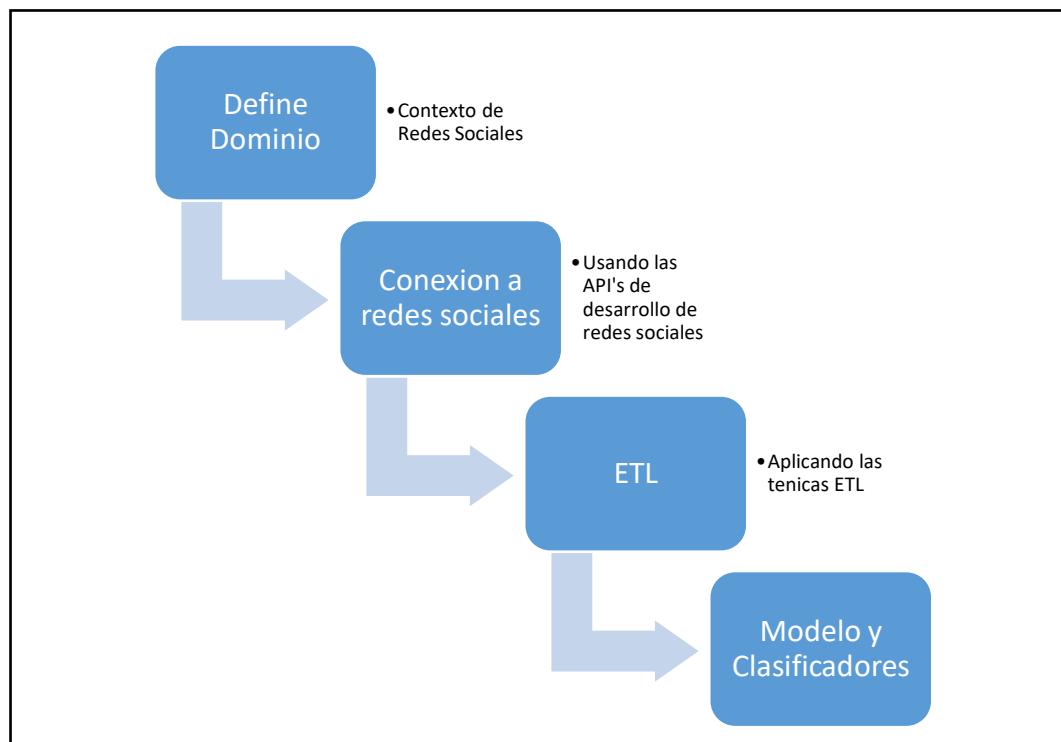 Define
Dominio
•Contexto de
Redes Sociales
Conexion a
redes sociales
•Usando las
API's de
desarrollo de
redes sociales
ETL
•Aplicando las
tenicas ETL
Modelo y
Clasificadores